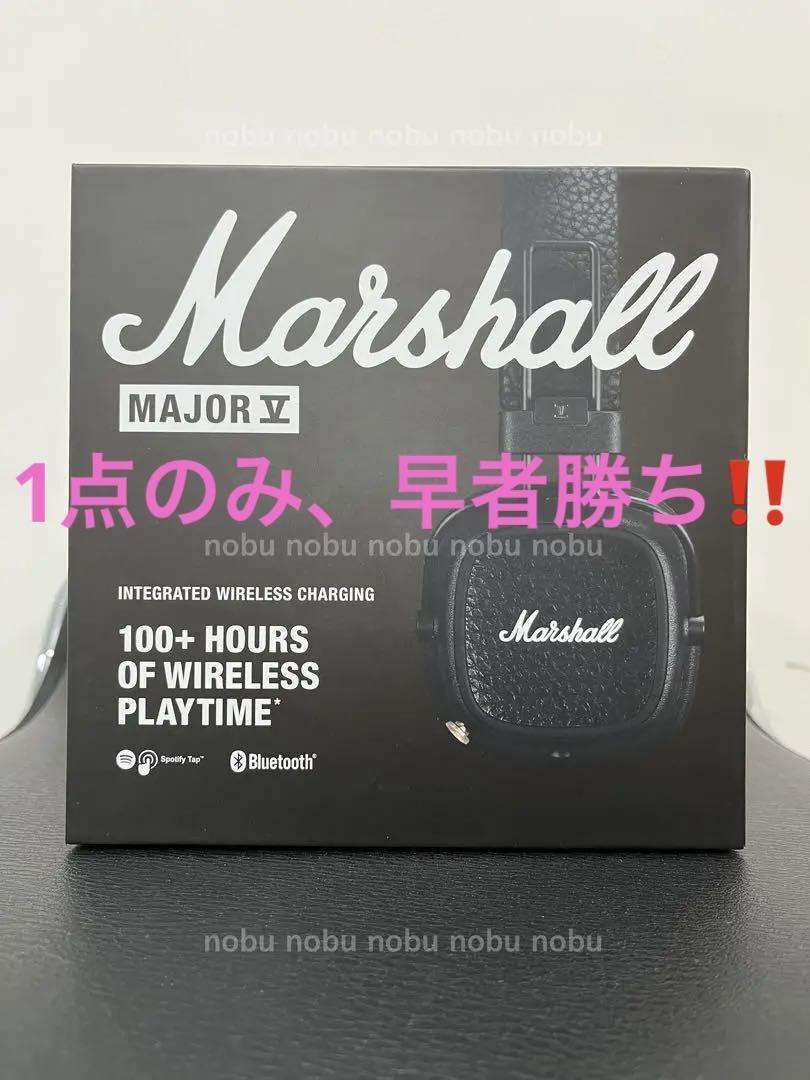 nobu nobu nobu nobu nobu
Marshall
MAJOR V
1点のみ、早者勝ち‼️
nobu nobu nobu nobu nobu
INTEGRATED WIRELESS CHARGING
Marshall
100+ HOURS
OF WIRELESS
PLAYTIME*
Spotify Tap™
Bluetooth®
nobu nobu nobu nobu nobu